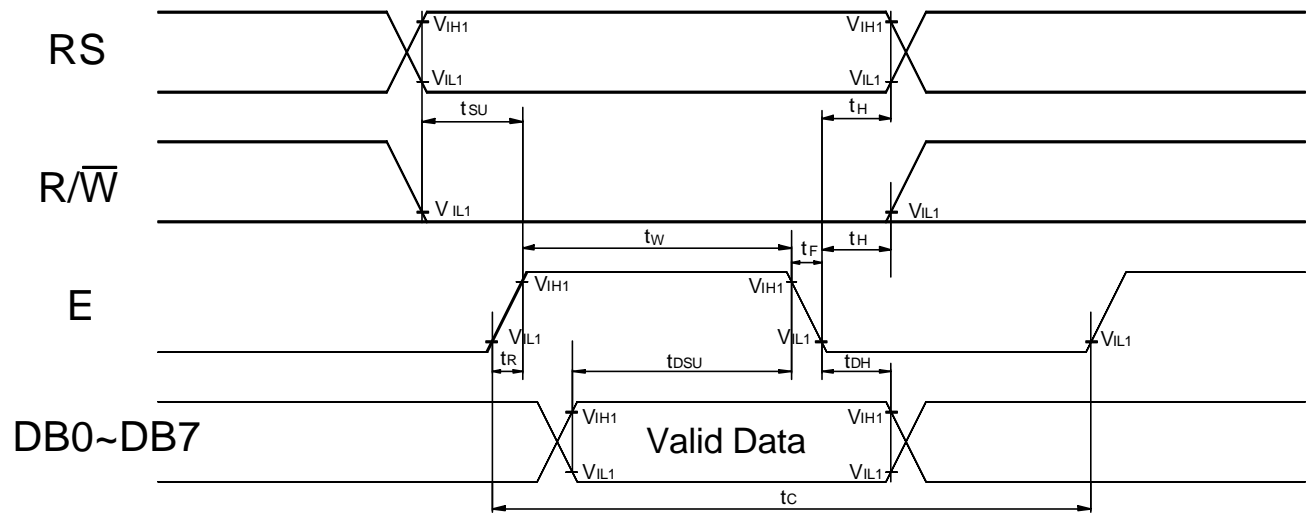 RS
VIH1
VIH1
VIL1
VIL1
tSU
tH
R/W̅
VIL1
VIL1
tW
tF
tH
E
VIH1
VIH1
VIL1
VIL1
VIL1
tR
tDSU
tDH
DB0~DB7
VIH1
VIH1
Valid Data
VIL1
VIL1
tC